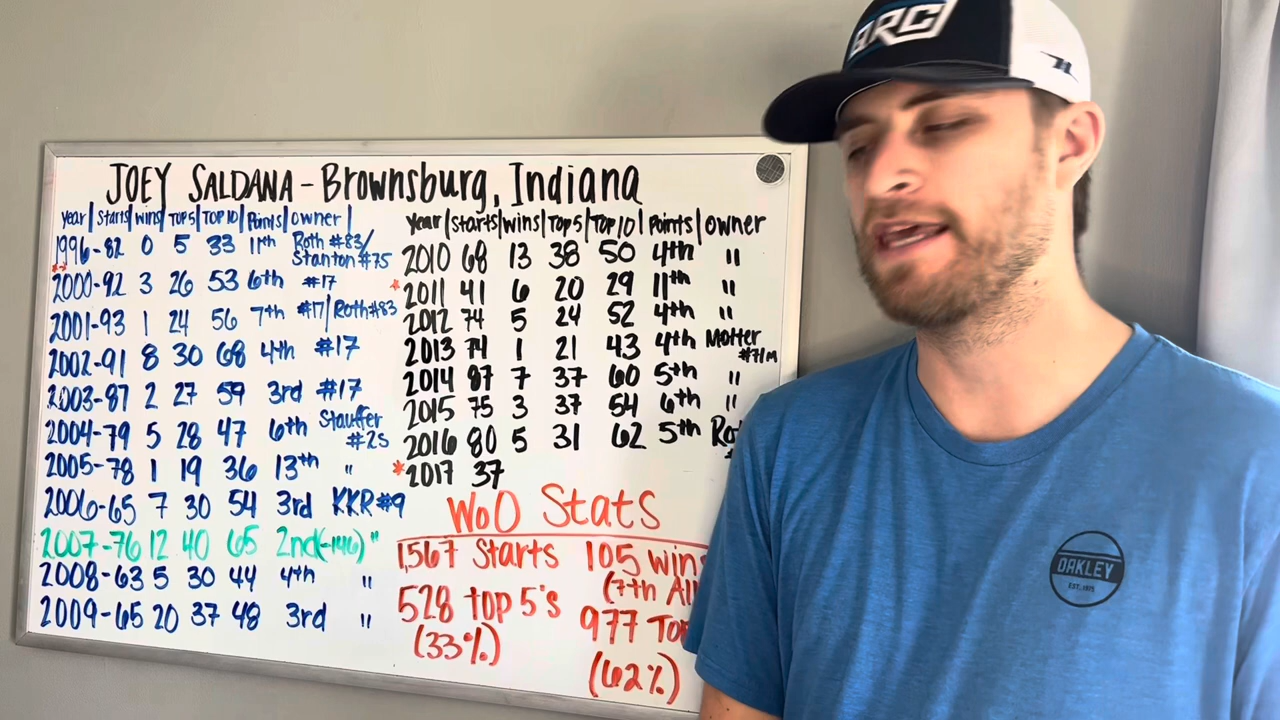 JOEY SALDANA - Brownsburg, Indiana
Year| Starts| Wins| TOP 5| TOP 10| Points| Owner |
1996-82 0 5 33 11th Roth #83/
Stanton #75
**
2000-92 3 26 53 6th #17
2001-93 1 24 56 7th #17/Roth #83
2002-91 8 30 68 4th #17
2003-87 2 27 59 3rd #17
2004-79 5 28 47 6th Stauffer
#2s
2005-78 1 19 36 13th "
2006-65 7 30 54 3rd KKR #9
2007-76 12 40 65 2nd(-146) "
2008-63 5 30 44 4th "
2009-65 20 37 48 3rd "
Year |Starts|Wins|Top 5|Top 10| Points| Owner
2010 68 13 38 50 4th "
* 2011 41 6 20 29 11th "
2012 74 5 24 52 4th "
2013 74 1 21 43 4th Motter
#71M
2014 87 7 37 60 5th "
2015 75 3 37 54 6th "
2016 80 5 31 62 5th
* 2017 37
WoO Stats
1,567 Starts 105 wins
(7th All
528 top 5's
(33%)
977 Top
(62%)
OAKLEY